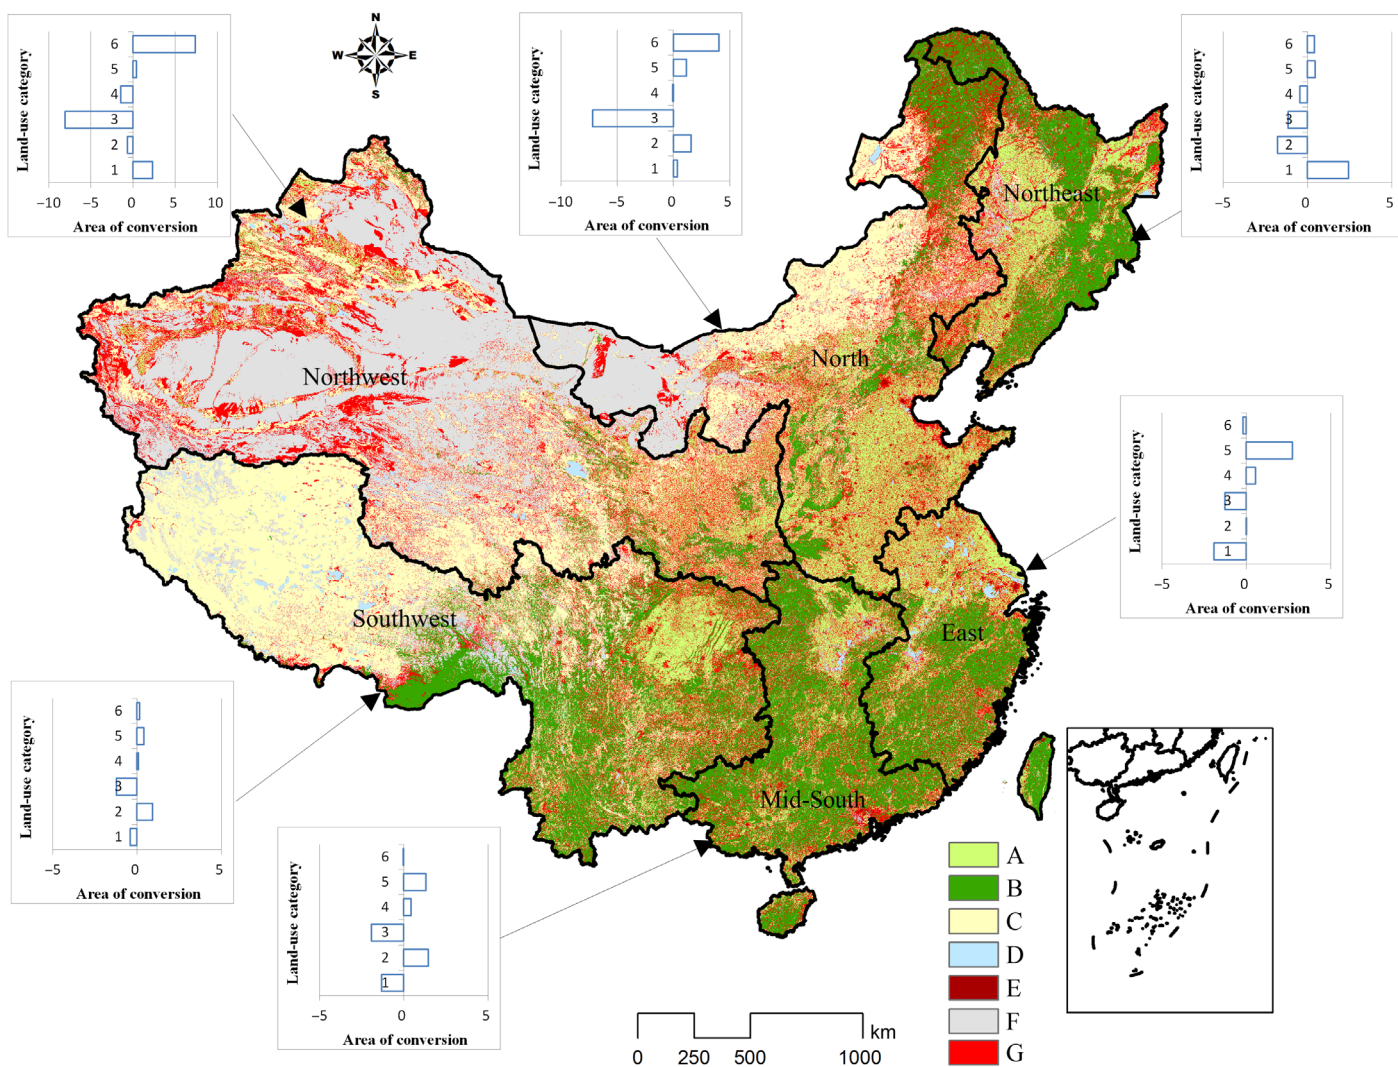 N
W E
S
Land-use category
6
5
4
3
2
1
−10 −5 0 5 10
Area of conversion
Land-use category
6
5
4
3
2
1
−10 −5 0 5
Area of conversion
Land-use category
6
5
4
3
2
1
−5 0 5
Area of conversion
Northeast
North
Northwest
Land-use category
6
5
4
3
2
1
−5 0 5
Area of conversion
Southwest
East
Land-use category
6
5
4
3
2
1
−5 0 5
Area of conversion
Mid-South
Land-use category
6
5
4
3
2
1
−5 0 5
Area of conversion
A
B
C
D
E
F
G
km
0 250 500 1000